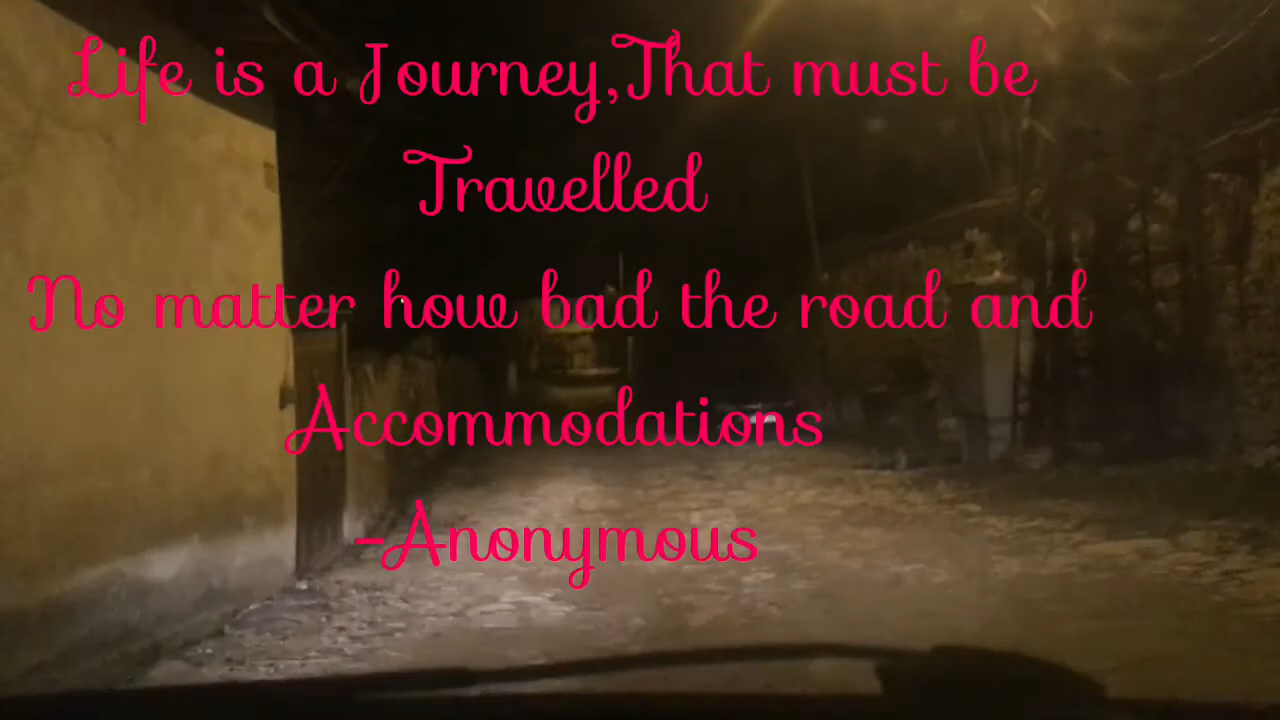 Life is a Journey,That must be
Travelled
No matter how bad the road and
Accommodations
-Anonymous